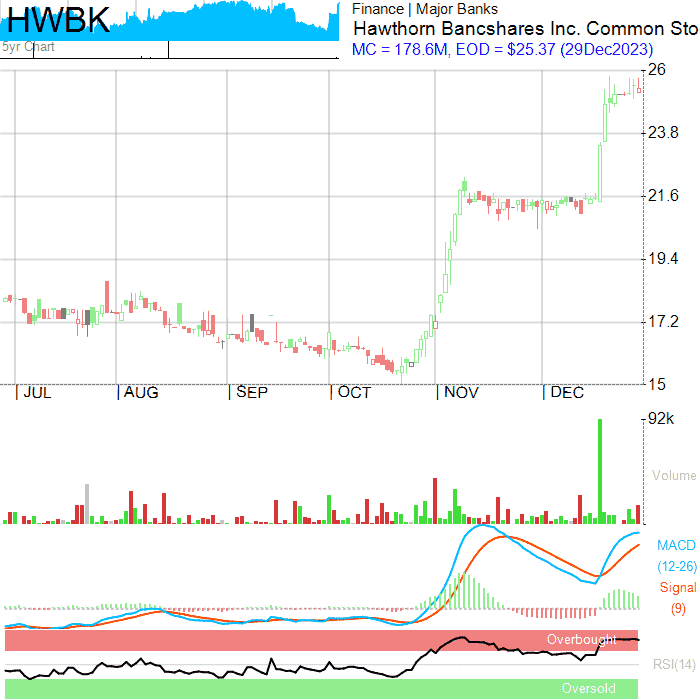 HWBK
5yr Chart
Finance | Major Banks
Hawthorn Bancshares Inc. Common Sto
MC = 178.6M, EOD = $25.37 (29Dec2023)
26
23.8
21.6
19.4
17.2
15
JUL
AUG
SEP
OCT
NOV
DEC
92k
Volume
MACD
(12-26)
Signal
(9)
Overbought
RSI(14)
Oversold